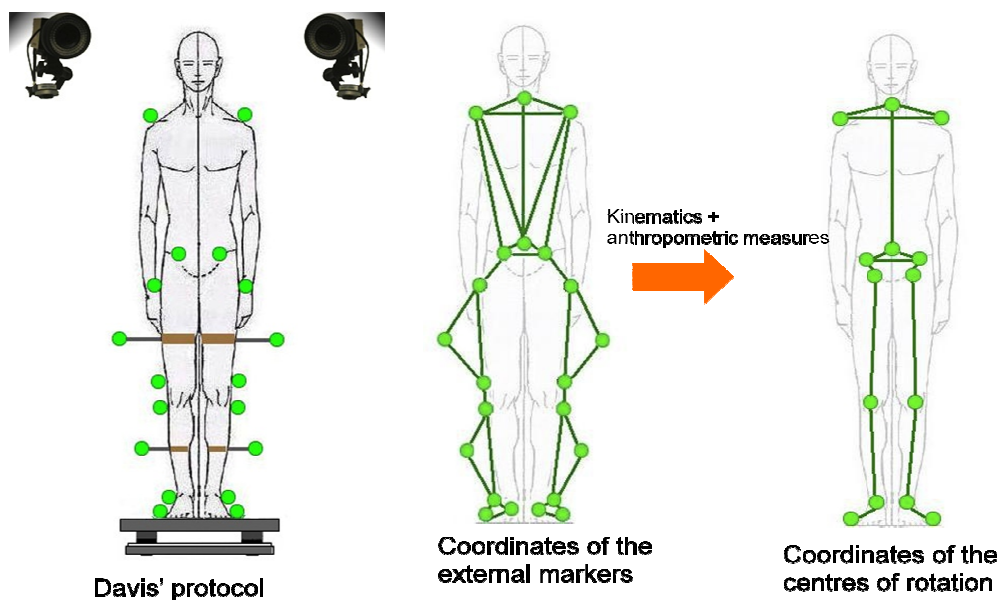 Kinematics +
anthropometric measures
Davis' protocol
Coordinates of the
external markers
Coordinates of the
centres of rotation